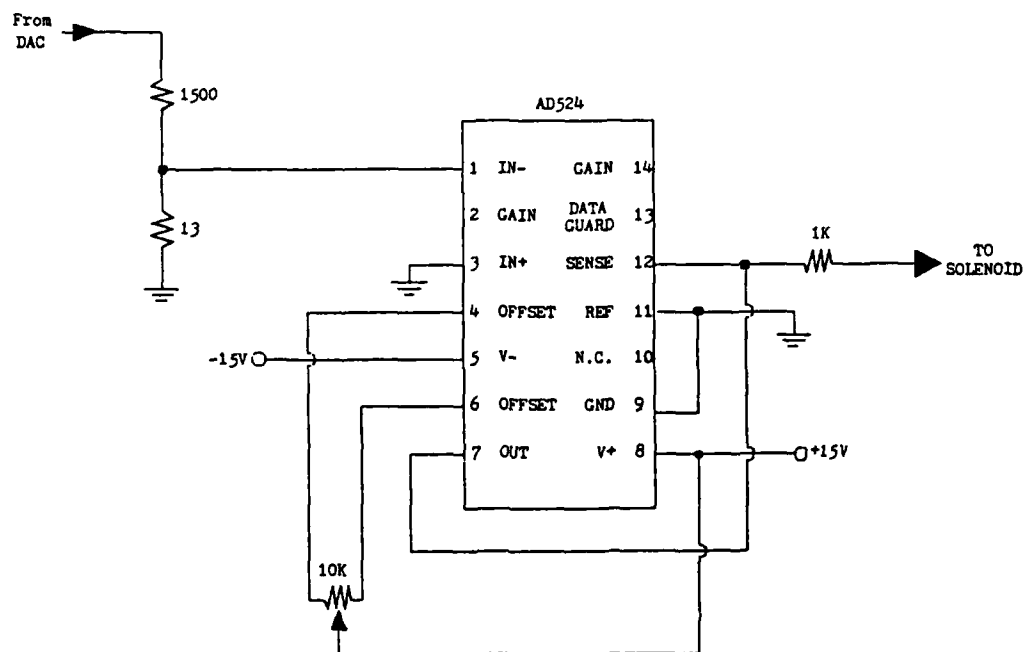 From
DAC
1500
13
AD524
1 IN- GAIN 14
2 GAIN DATA GUARD 13
3 IN+ SENSE 12
4 OFFSET REF 11
5 V- N.C. 10
6 OFFSET GND 9
7 OUT V+ 8
1K
TO
SOLENOID
-15V
+15V
10K